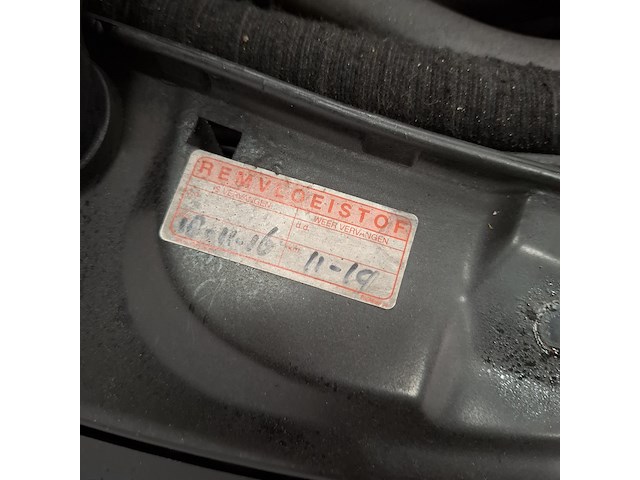 REMVLOEISTOF
WEER VERVANGEN
d.d.
10-11-16 11-19